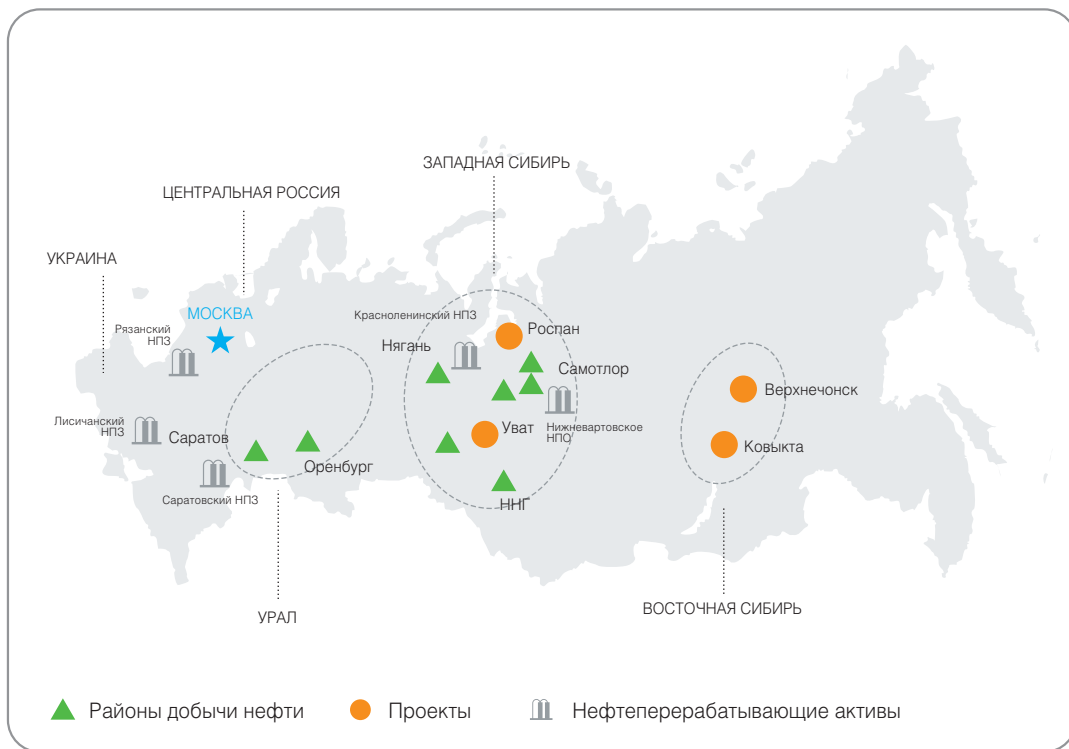 ЗАПАДНАЯ СИБИРЬ
ЦЕНТРАЛЬНАЯ РОССИЯ
УКРАИНА
МОСКВА
Рязанский
НПЗ
Красноленинский НПЗ
Роспан
Нягань
Самотлор
Верхнечонск
Лисичанский
НПЗ
Саратов
Уват
Нижневартовское
НПО
Ковыкта
Оренбург
Саратовский НПЗ
ННГ
ВОСТОЧНАЯ СИБИРЬ
УРАЛ
Районы добычи нефти
Проекты
Нефтеперерабатывающие активы